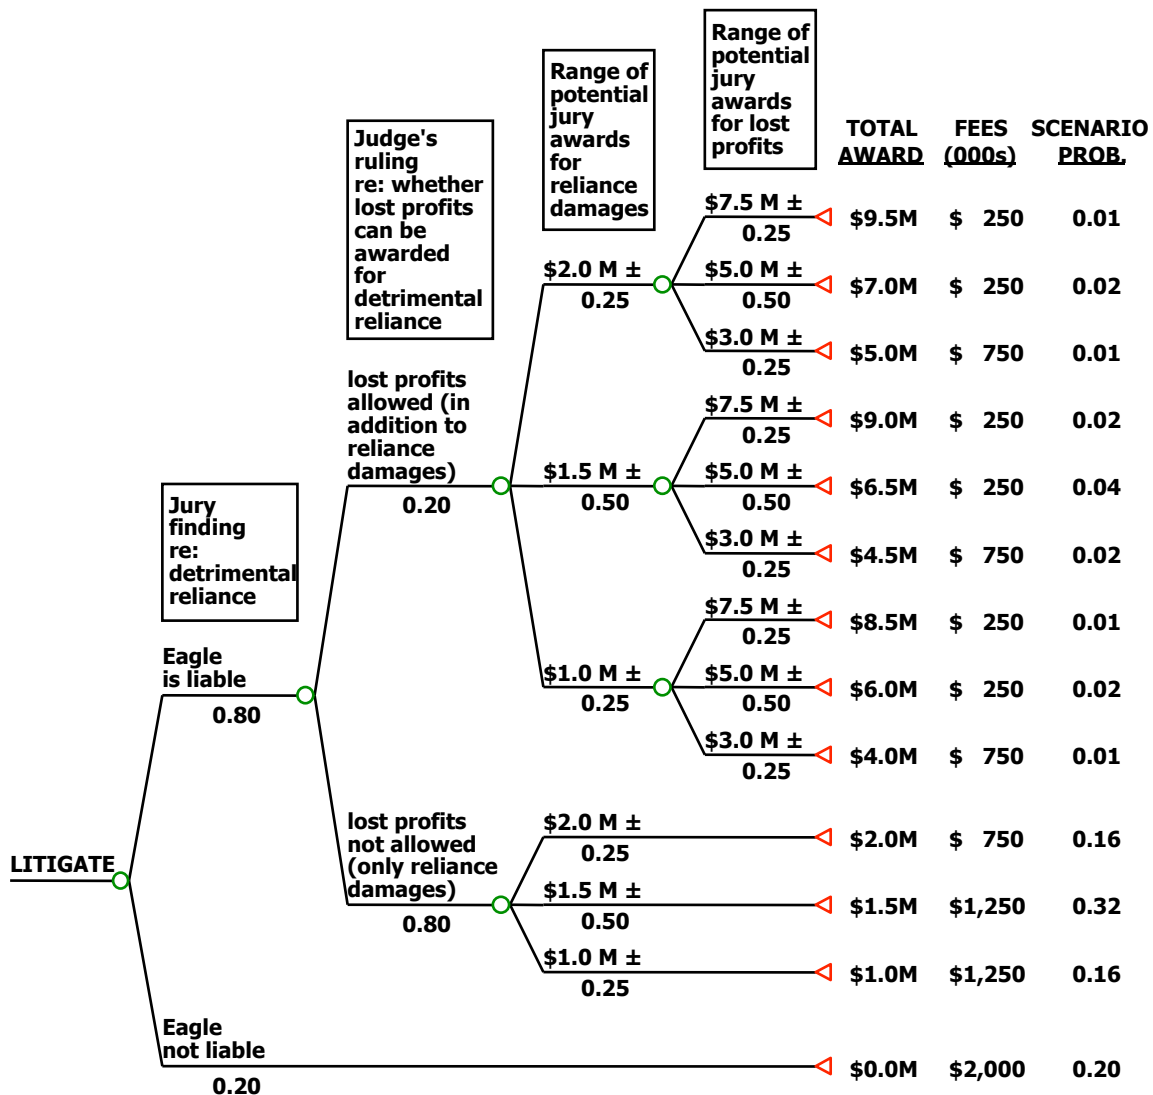 Range of
potential
jury
awards
for lost
profits
Range of
potential
jury
awards
for
reliance
damages
Judge's
ruling
re: whether
lost profits
can be
awarded
for
detrimental
reliance
Jury
finding
re:
detrimental
reliance
TOTAL FEES SCENARIO
AWARD (000s) PROB.
$7.5 M ±
0.25
$9.5M $ 250 0.01
$2.0 M ±
0.25
$5.0 M ±
0.50
$7.0M $ 250 0.02
$3.0 M ±
0.25
$5.0M $ 750 0.01
lost profits
allowed (in
addition to
reliance
damages)
0.20
$7.5 M ±
0.25
$9.0M $ 250 0.02
$1.5 M ±
0.50
$5.0 M ±
0.50
$6.5M $ 250 0.04
$3.0 M ±
0.25
$4.5M $ 750 0.02
$7.5 M ±
0.25
$8.5M $ 250 0.01
Eagle
is liable
0.80
$1.0 M ±
0.25
$5.0 M ±
0.50
$6.0M $ 250 0.02
$3.0 M ±
0.25
$4.0M $ 750 0.01
lost profits
not allowed
(only reliance
damages)
0.80
$2.0 M ±
0.25
$2.0M $ 750 0.16
LITIGATE
$1.5 M ±
0.50
$1.5M $1,250 0.32
$1.0 M ±
0.25
$1.0M $1,250 0.16
Eagle
not liable
0.20
$0.0M $2,000 0.20